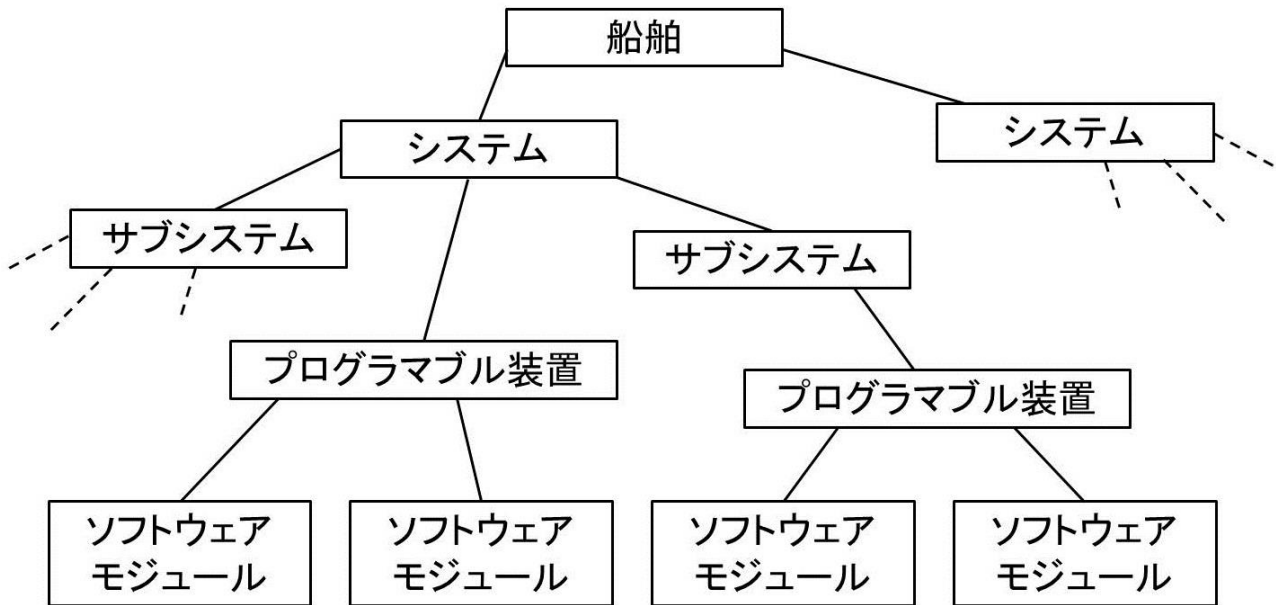 船舶
システム
システム
サブシステム
サブシステム
プログラマブル装置
プログラマブル装置
ソフトウェア
モジュール
ソフトウェア
モジュール
ソフトウェア
モジュール
ソフトウェア
モジュール